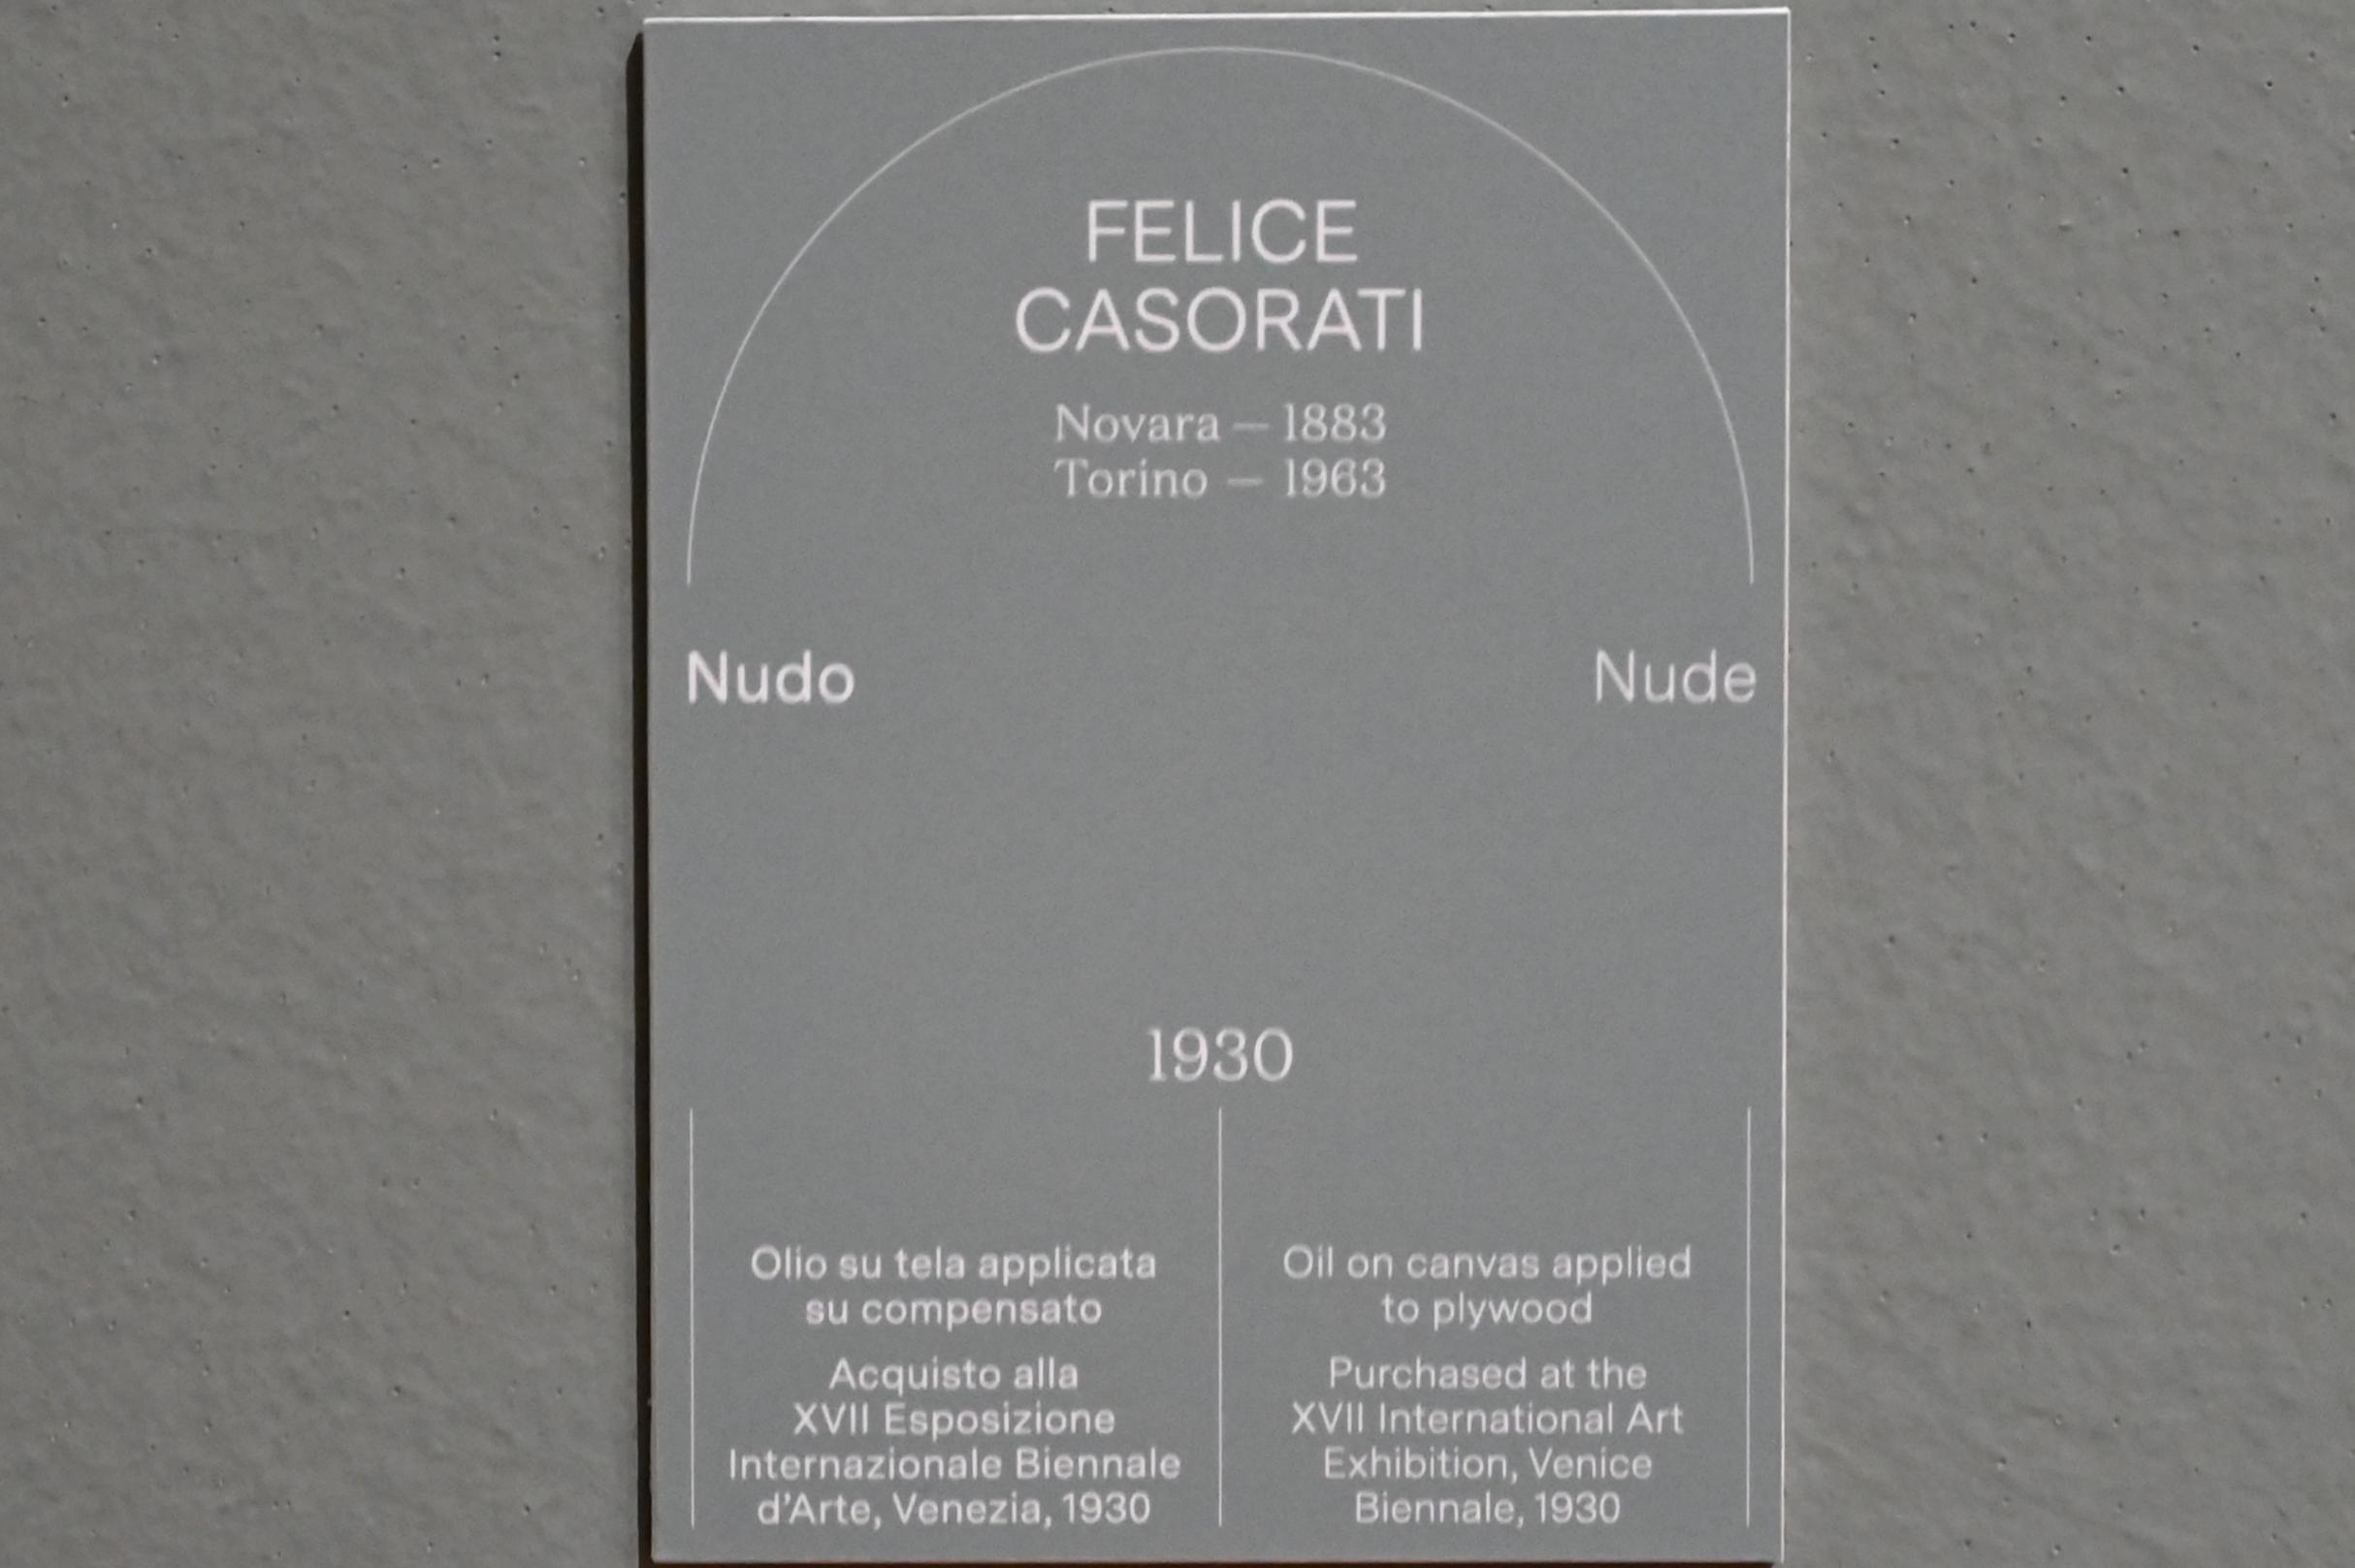 FELICE
CASORATI
Novara — 1883
Torino — 1963
Nudo
Nude
1930
Olio su tela applicata
su compensato
Acquisto alla
XVII Esposizione
Internazionale Biennale
d'Arte, Venezia, 1930
Oil on canvas applied
to plywood
Purchased at the
XVII International Art
Exhibition, Venice
Biennale, 1930